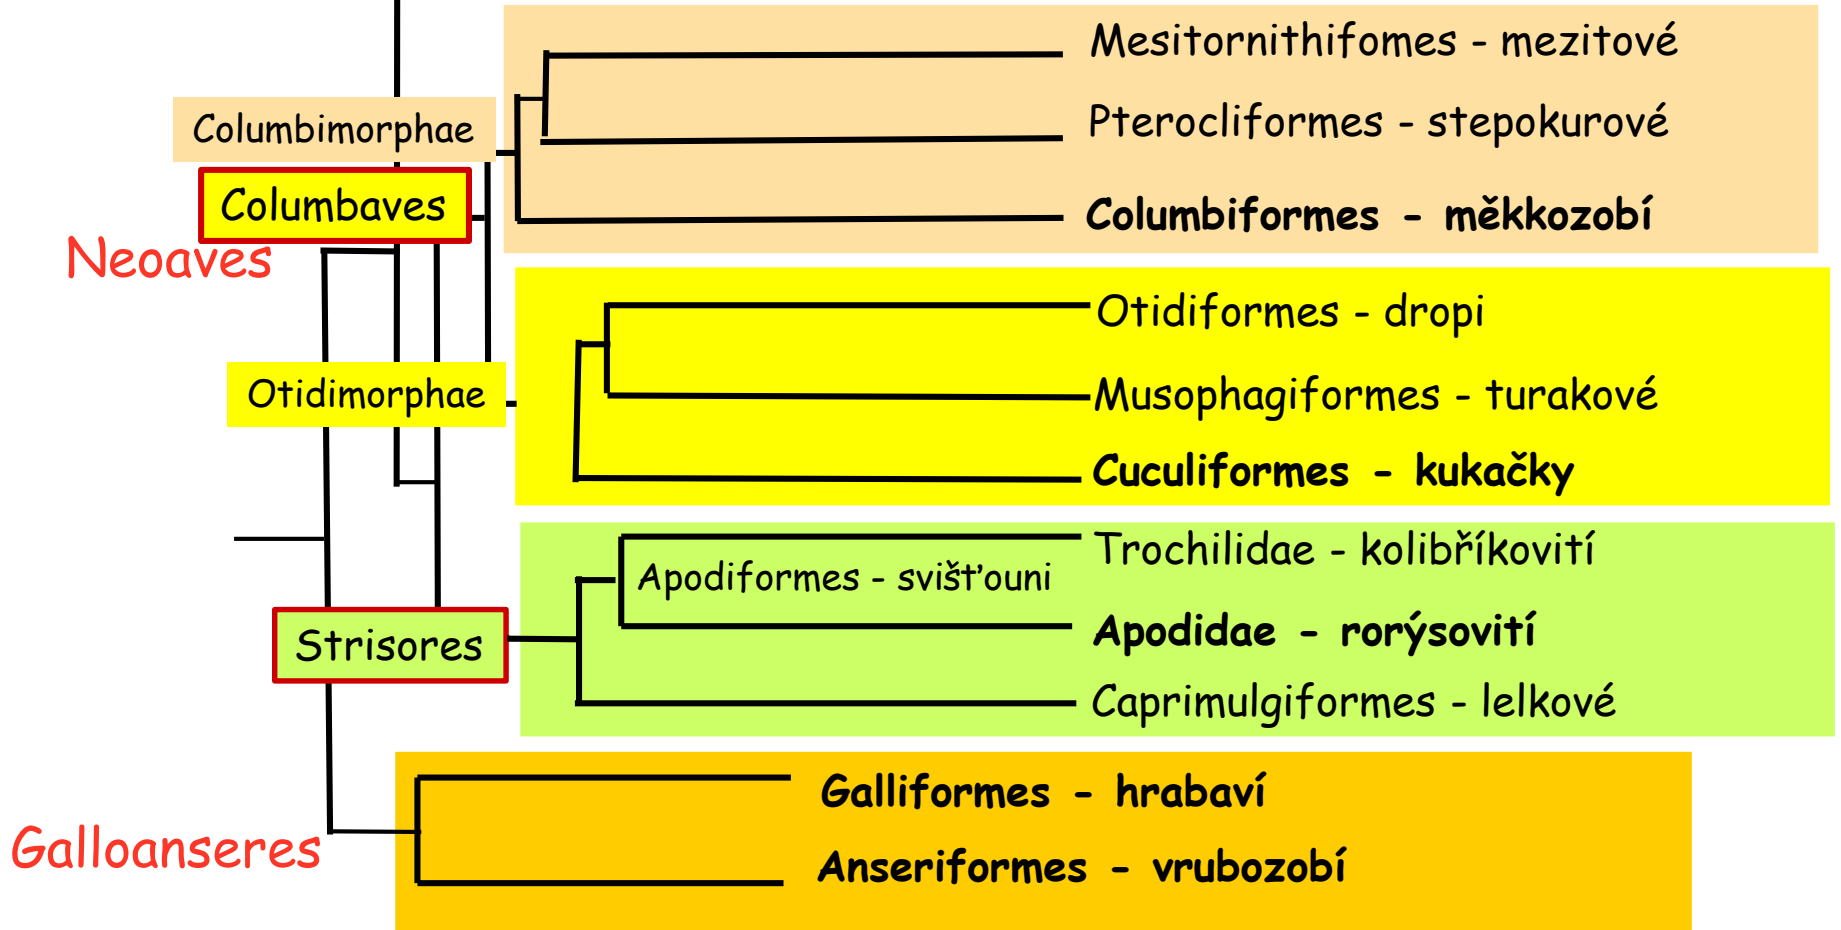 Mesitornithifomes - mezitové
Columbimorphae
Pterocliformes - stepokurové
Columbaves
Columbiformes - měkkozobí
Neoaves
Otidiformes - dropi
Otidimorphae
Musophagiformes - turakové
Cuculiformes - kukačky
Trochilidae - kolibříkovití
Apodiformes - svišťouni
Strisores
Apodidae - rorýsovití
Caprimulgiformes - lelkové
Galliformes - hrabaví
Galloanseres
Anseriformes - vrubozobí